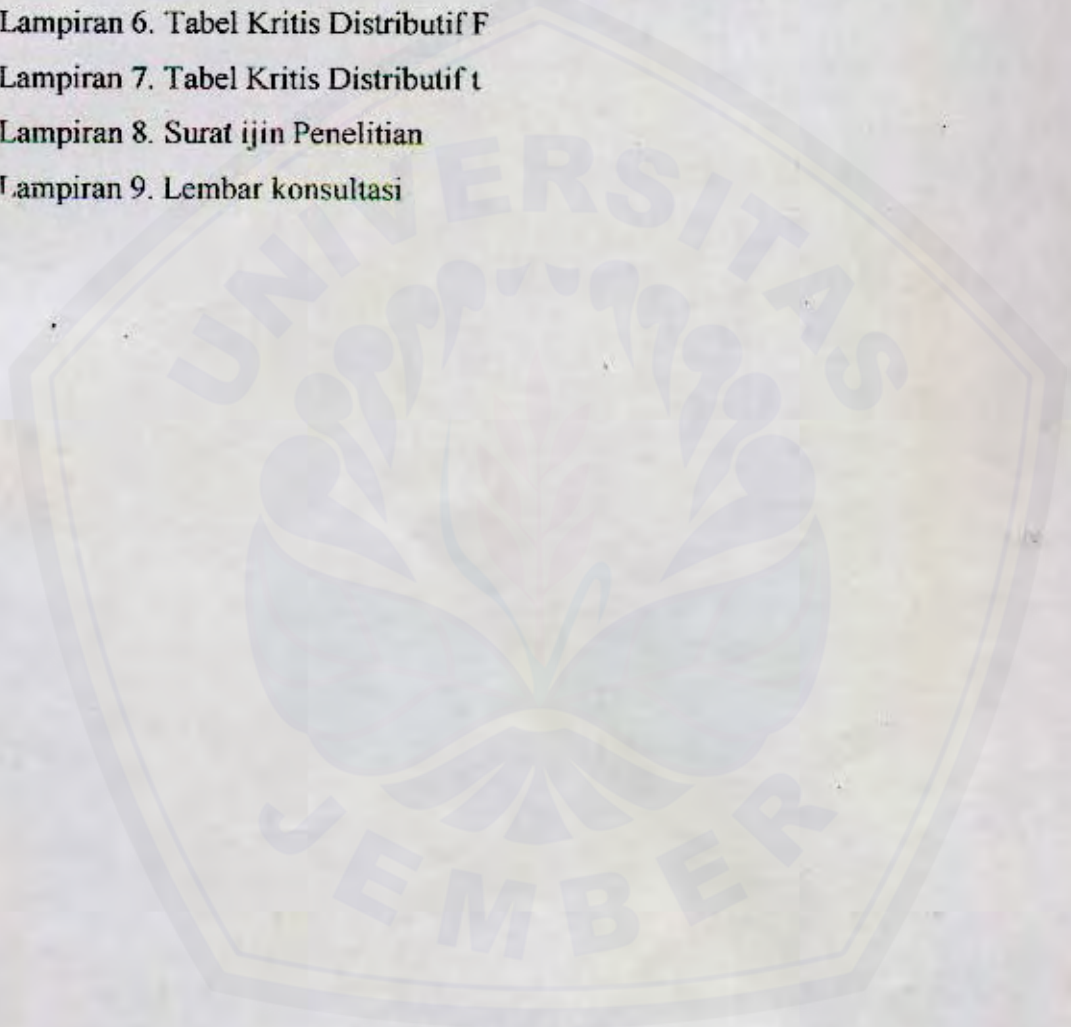 Lampiran 6. Tabel Kritis Distributif F
Lampiran 7. Tabel Kritis Distributif t
Lampiran 8. Surat ijin Penelitian
Lampiran 9. Lembar konsultasi
UNIVERSITAS
JEMBER